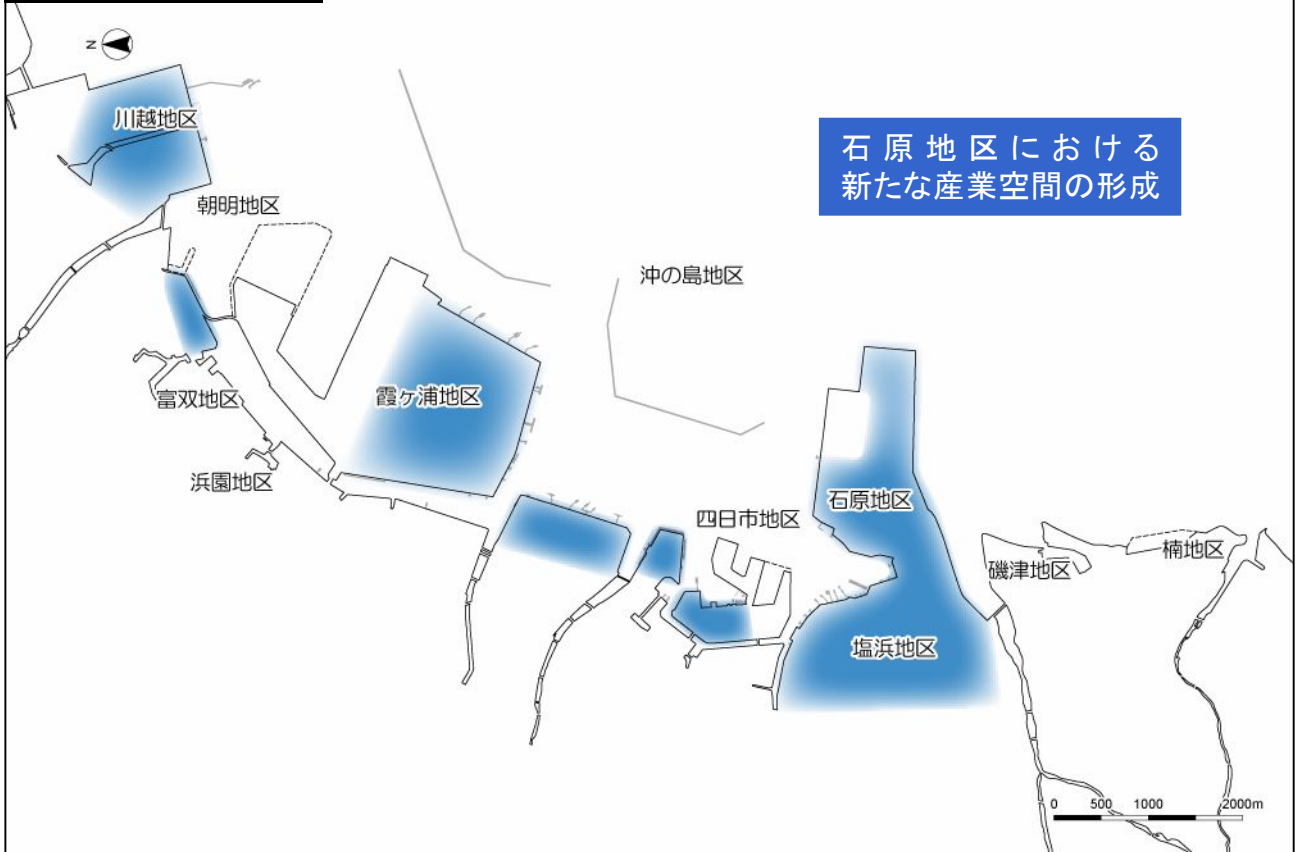 N
川越地区
石原地区における
新たな産業空間の形成
朝明地区
沖の島地区
富双地区
霞ヶ浦地区
浜園地区
石原地区
四日市地区
楠地区
磯津地区
塩浜地区
0 500 1000 2000m